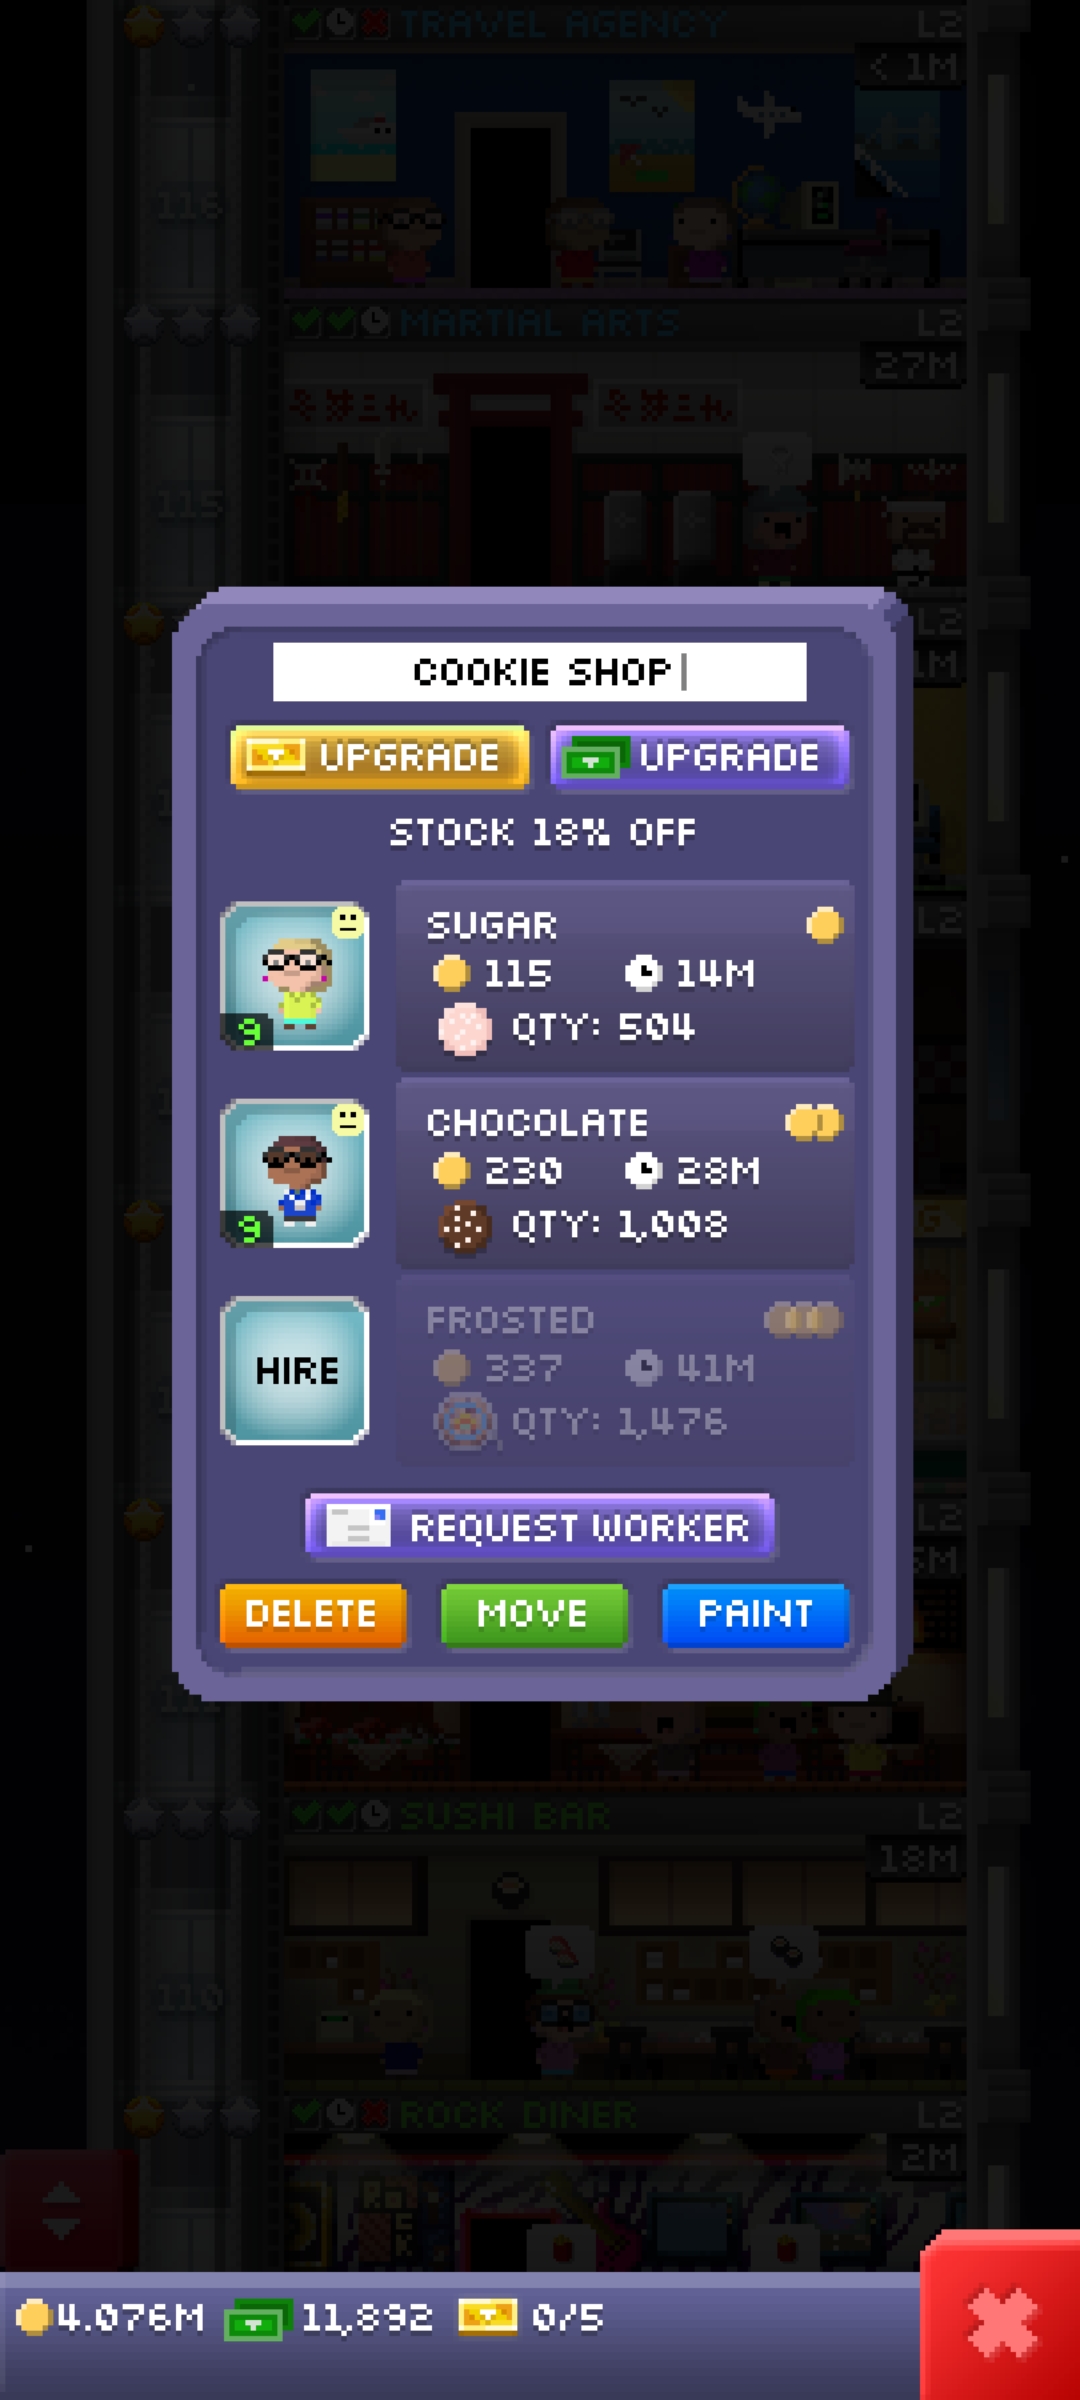 TRAVEL AGENCY L2
< 1M
116
MARTIAL ARTS L2
27M
115
L2
1M
COOKIE SHOP
UPGRADE UPGRADE
STOCK 18% OFF
SUGAR
115 14M
9 QTY: 504
CHOCOLATE
230 28M
9 QTY: 1,008
HIRE
FROSTED
337 41M
QTY: 1,476
REQUEST WORKER
DELETE MOVE PAINT
SUSHI BAR L2
18M
110
ROCK DINER L2
2M
4.076M 11,892 0/5